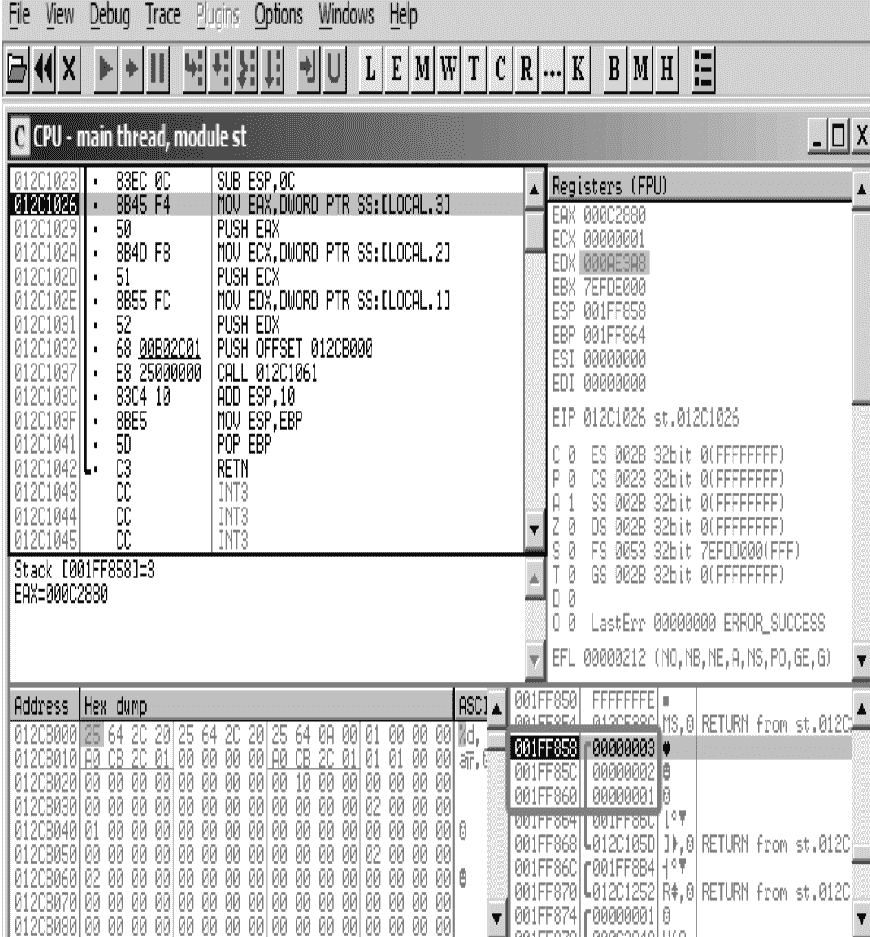 File View Debug Trace Plugins Options Windows Help
L E M W T C R ... K B M H
C CPU - main thread, module st
012C1023 83EC 0C SUB ESP,0C
012C1026 8B45 F4 MOV EAX,DWORD PTR SS:[LOCAL.3]
012C1029 50 PUSH EAX
012C102A 8B4D F8 MOV ECX,DWORD PTR SS:[LOCAL.2]
012C102D 51 PUSH ECX
012C102E 8B55 FC MOV EDX,DWORD PTR SS:[LOCAL.1]
012C1031 52 PUSH EDX
012C1032 68 00B02C01 PUSH OFFSET 012CB000
012C1037 E8 25000000 CALL 012C1061
012C103C 83C4 10 ADD ESP,10
012C103F 8BE5 MOV ESP,EBP
012C1041 5D POP EBP
012C1042 C3 RETN
012C1043 CC INT3
012C1044 CC INT3
012C1045 CC INT3
Stack [001FF858]=3
EAX=000C2880
Registers (FPU)
EAX 000C2880
ECX 00000001
EDX 000AE3A8
EBX 7EFDE000
ESP 001FF858
EBP 001FF864
ESI 00000000
EDI 00000000
EIP 012C1026 st.012C1026
C 0 ES 002B 32bit 0(FFFFFFFF)
P 0 CS 0023 32bit 0(FFFFFFFF)
A 1 SS 002B 32bit 0(FFFFFFFF)
Z 0 DS 002B 32bit 0(FFFFFFFF)
S 0 FS 0053 32bit 7EFDD000(FFF)
T 0 GS 002B 32bit 0(FFFFFFFF)
D 0
O 0 LastErr 00000000 ERROR_SUCCESS
EFL 00000212 (NO,NB,NE,A,NS,PO,GE,G)
Address Hex dump ASCI
012CB000 25 64 2C 20 25 64 2C 20 25 64 0A 00 01 00 00 00
012CB010 A0 CB 2C 01 00 00 00 00 A0 CB 2C 01 01 01 00 00
012CB020 00 00 00 00 00 00 00 00 00 10 00 00 00 00 00 00
012CB030 00 00 00 00 00 00 00 00 00 00 00 00 02 00 00 00
012CB040 01 00 00 00 00 00 00 00 00 00 00 00 00 00 00 00
012CB050 00 00 00 00 00 00 00 00 00 00 00 00 02 00 00 00
012CB060 02 00 00 00 00 00 00 00 00 00 00 00 00 00 00 00
012CB070 00 00 00 00 00 00 00 00 00 00 00 00 00 00 00 00
012CB080 00 00 00 00 00 00 00 00 00 00 00 00 00 00 00 00
001FF850 FFFFFFFE
001FF854 RETURN from st.012C
001FF858 00000003
001FF85C 00000002
001FF860 00000001
001FF864 001FF86C
001FF868 012C105D RETURN from st.012C
001FF86C 001FF8B4
001FF870 012C1252 RETURN from st.012C
001FF874 00000001